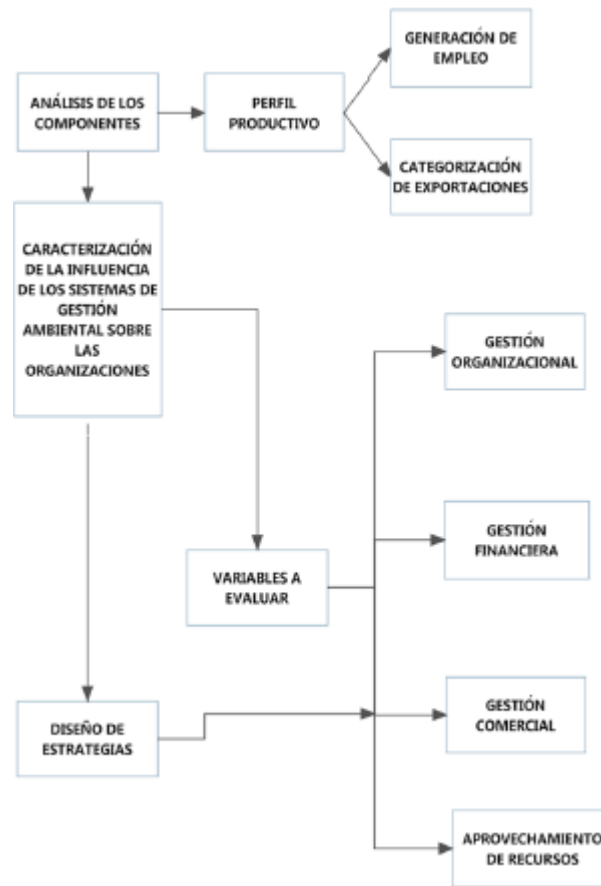 GENERACIÓN DE
EMPLEO
ANÁLISIS DE LOS
COMPONENTES
PERFIL
PRODUCTIVO
CATEGORIZACIÓN
DE EXPORTACIONES
CARACTERIZACIÓN
DE LA INFLUENCIA
DE LOS SISTEMAS DE
GESTIÓN
AMBIENTAL SOBRE
LAS
ORGANIZACIONES
GESTIÓN
ORGANIZACIONAL
GESTIÓN
FINANCIERA
VARIABLES A
EVALUAR
DISEÑO DE
ESTRATEGIAS
GESTIÓN
COMERCIAL
APROVECHAMIENTO
DE RECURSOS